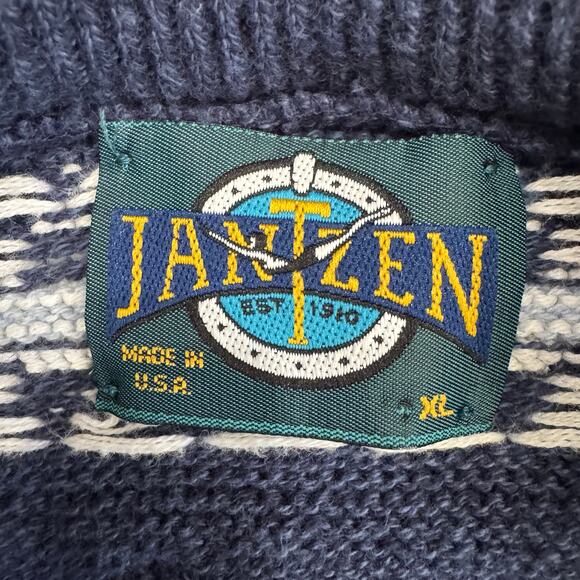 JANTZEN
EST 1910
MADE IN
U.S.A.
XL